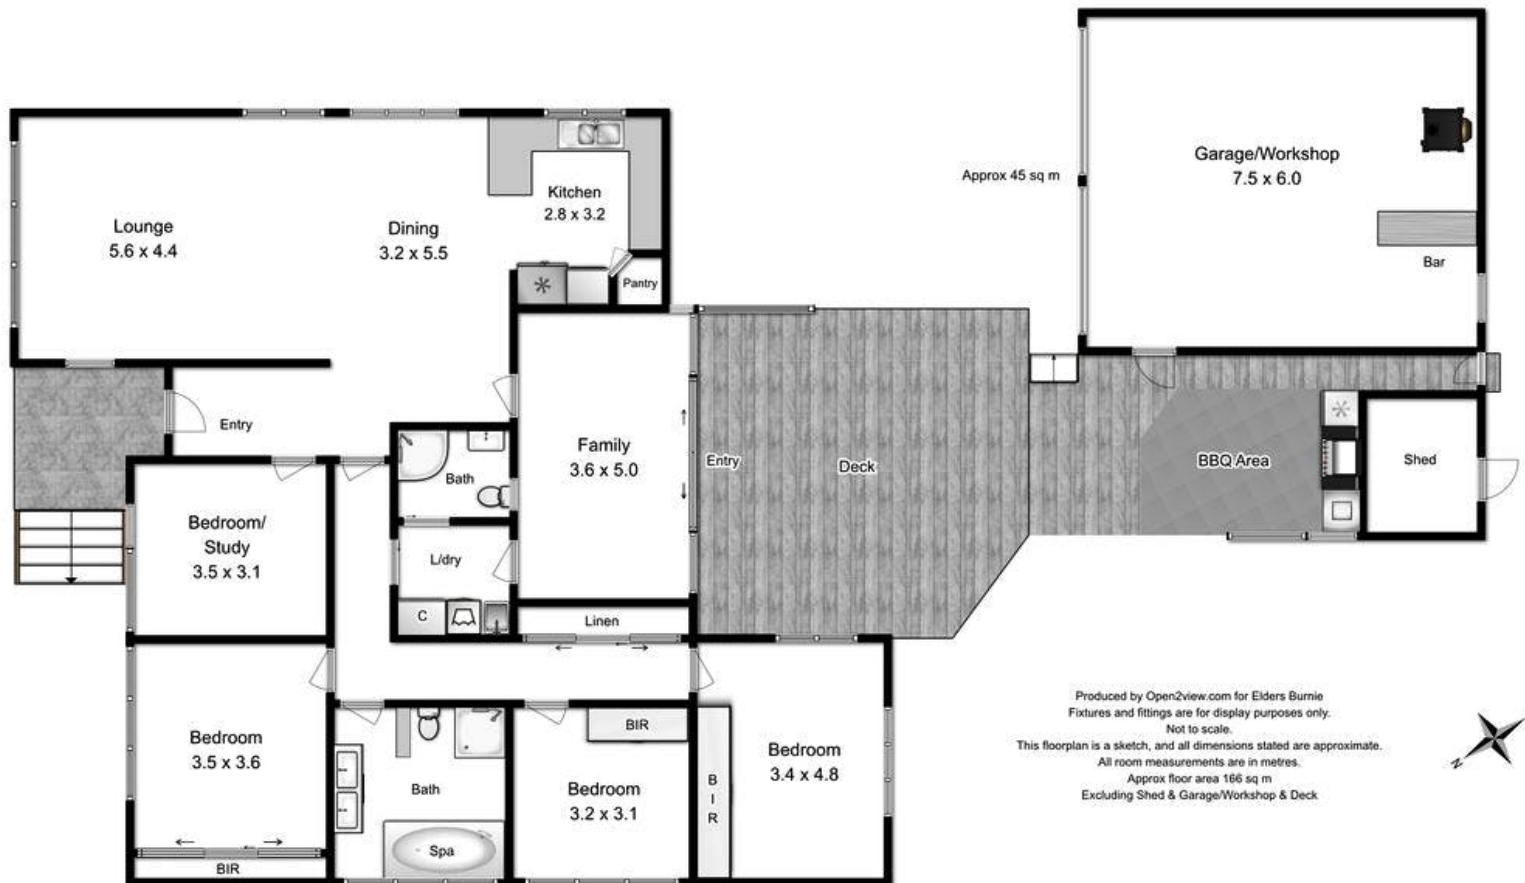 Garage/Workshop
7.5 x 6.0
Approx 45 sq m
Bar
Kitchen
2.8 x 3.2
Lounge
5.6 x 4.4
Dining
3.2 x 5.5
Pantry
Entry
Family
3.6 x 5.0
Entry
Deck
BBQ Area
Shed
Bath
Bedroom/
Study
3.5 x 3.1
L/dry
C
Linen
Bedroom
3.5 x 3.6
BIR
Bath
Spa
BIR
Bedroom
3.2 x 3.1
B
I
R
Bedroom
3.4 x 4.8
Produced by Open2view.com for Elders Burnie
Fixtures and fittings are for display purposes only.
Not to scale.
This floorplan is a sketch, and all dimensions stated are approximate.
All room measurements are in metres.
Approx floor area 166 sq m
Excluding Shed & Garage/Workshop & Deck
N